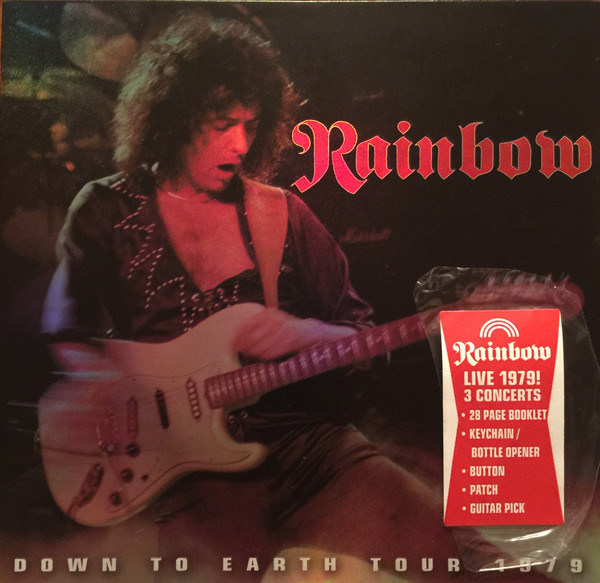 Rainbow
Rainbow
LIVE 1979!
3 CONCERTS
• 28 PAGE BOOKLET
• KEYCHAIN /
BOTTLE OPENER
• BUTTON
• PATCH
• GUITAR PICK
DOWN TO EARTH TOUR 1979